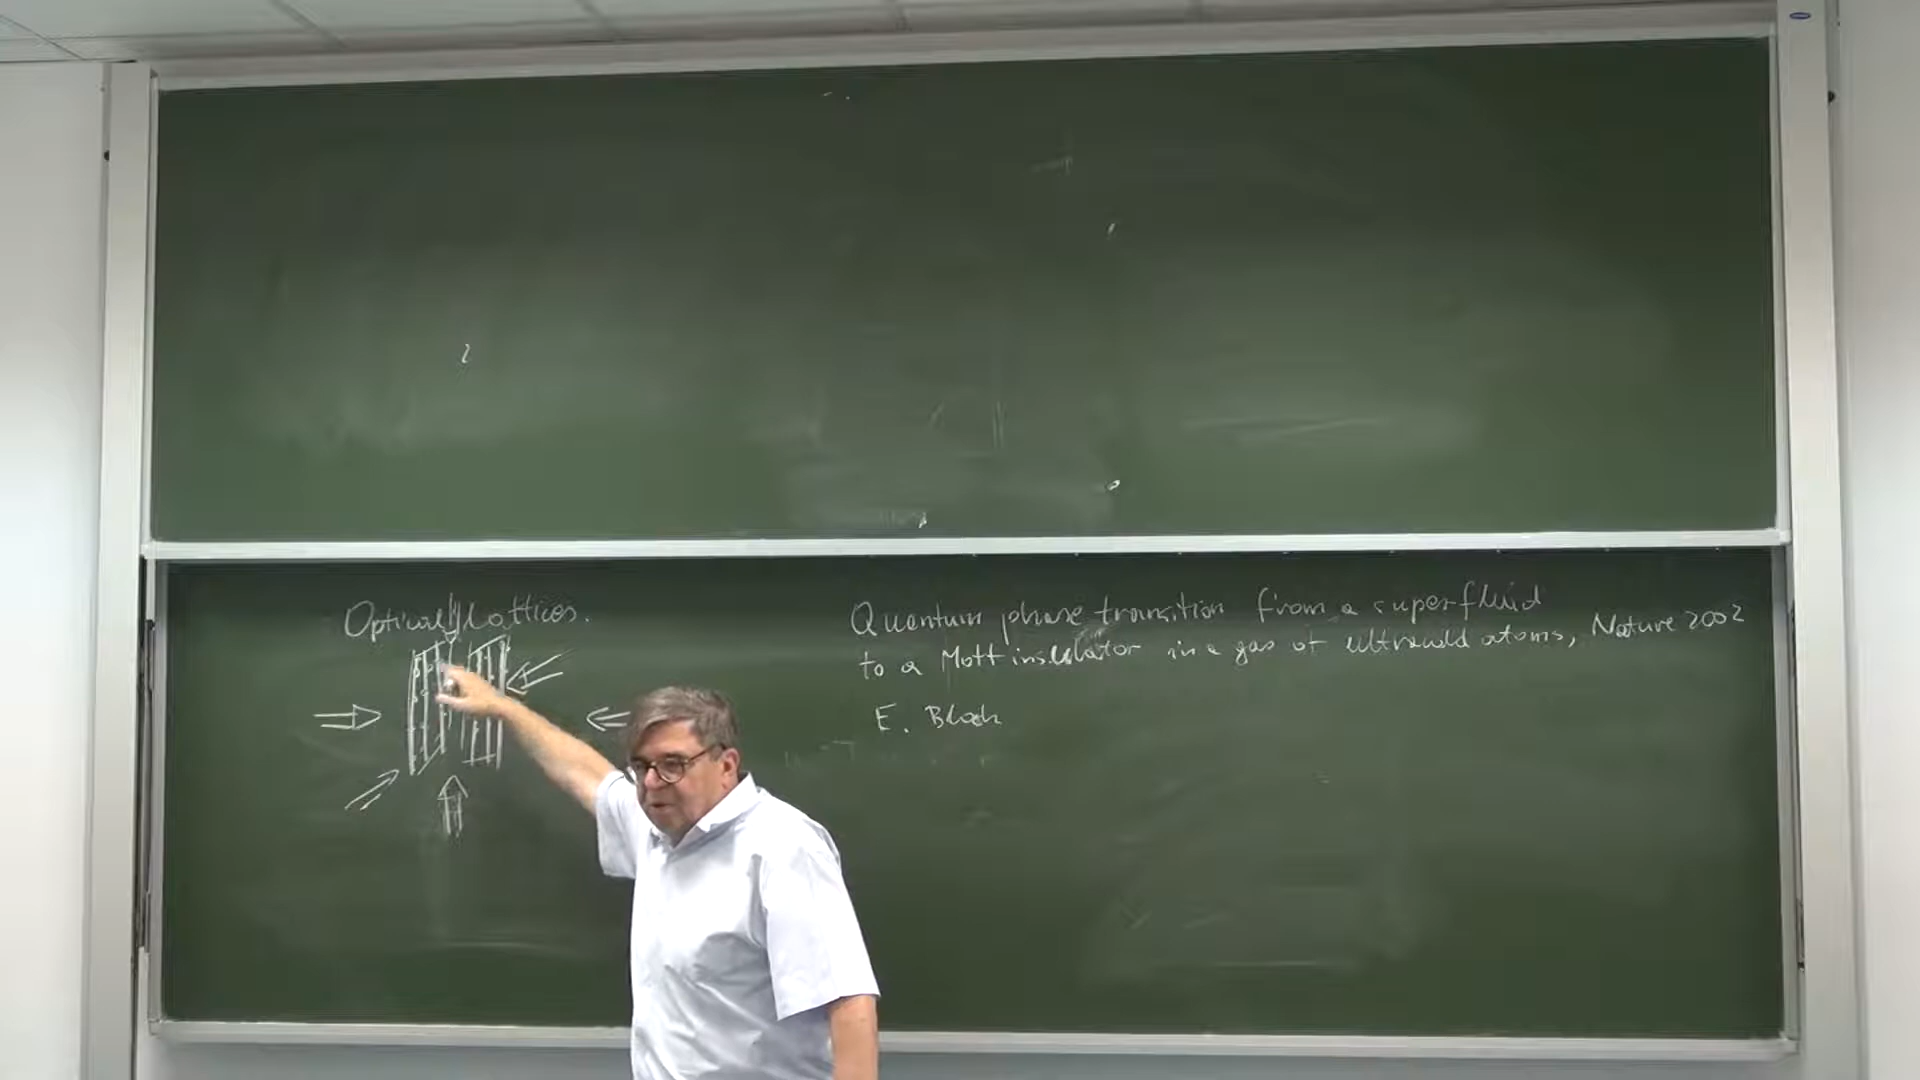 Optical Lattices.
Quantum phase transition from a superfluid
to a Mott insulator in a gas of ultracold atoms, Nature 2002
E. Bloch